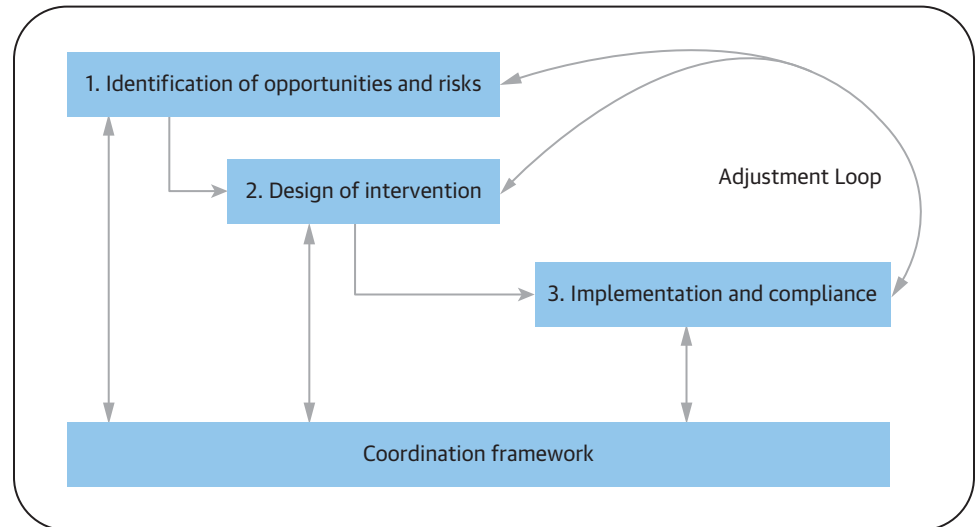 1. Identification of opportunities and risks
2. Design of intervention
Adjustment Loop
3. Implementation and compliance
Coordination framework